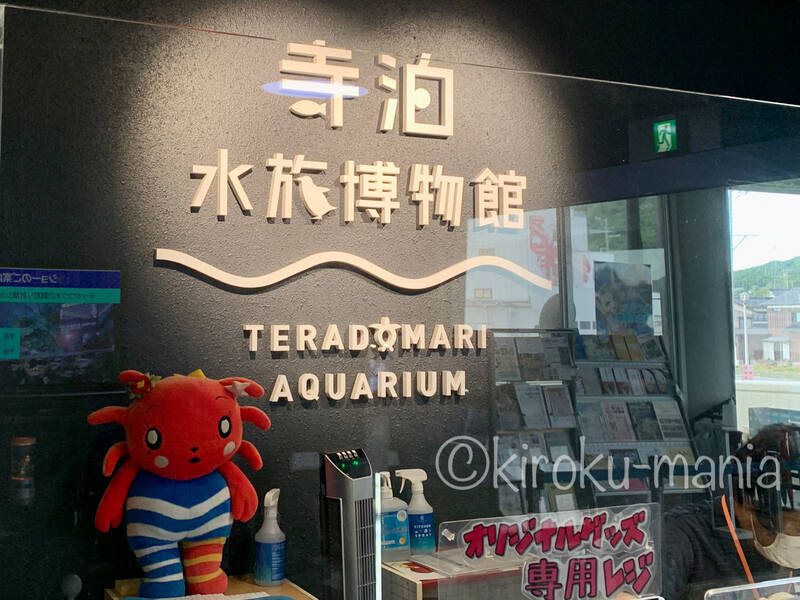 寺泊
水族博物館
TERADOMARI
AQUARIUM
©kiroku-mania
オリジナルグッズ
専用レジ